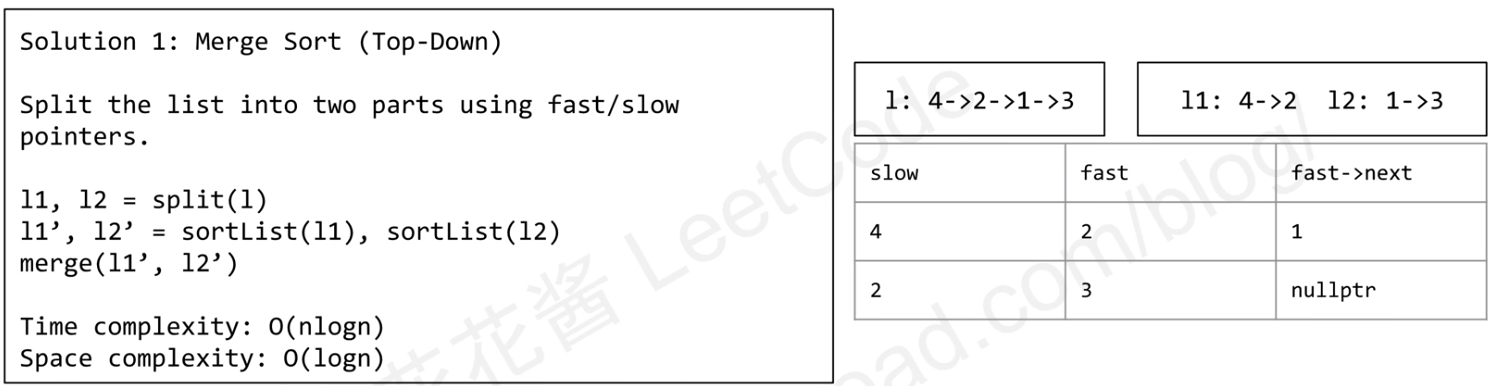 Solution 1: Merge Sort (Top-Down)
Split the list into two parts using fast/slow
pointers.
l1, l2 = split(l)
l1’, l2’ = sortList(l1), sortList(l2)
merge(l1’, l2’)
Time complexity: O(nlogn)
Space complexity: O(logn)
l: 4->2->1->3
l1: 4->2 l2: 1->3
slow fast fast->next
4 2 1
2 3 nullptr
花酱 LeetCode
oad.com/blog/